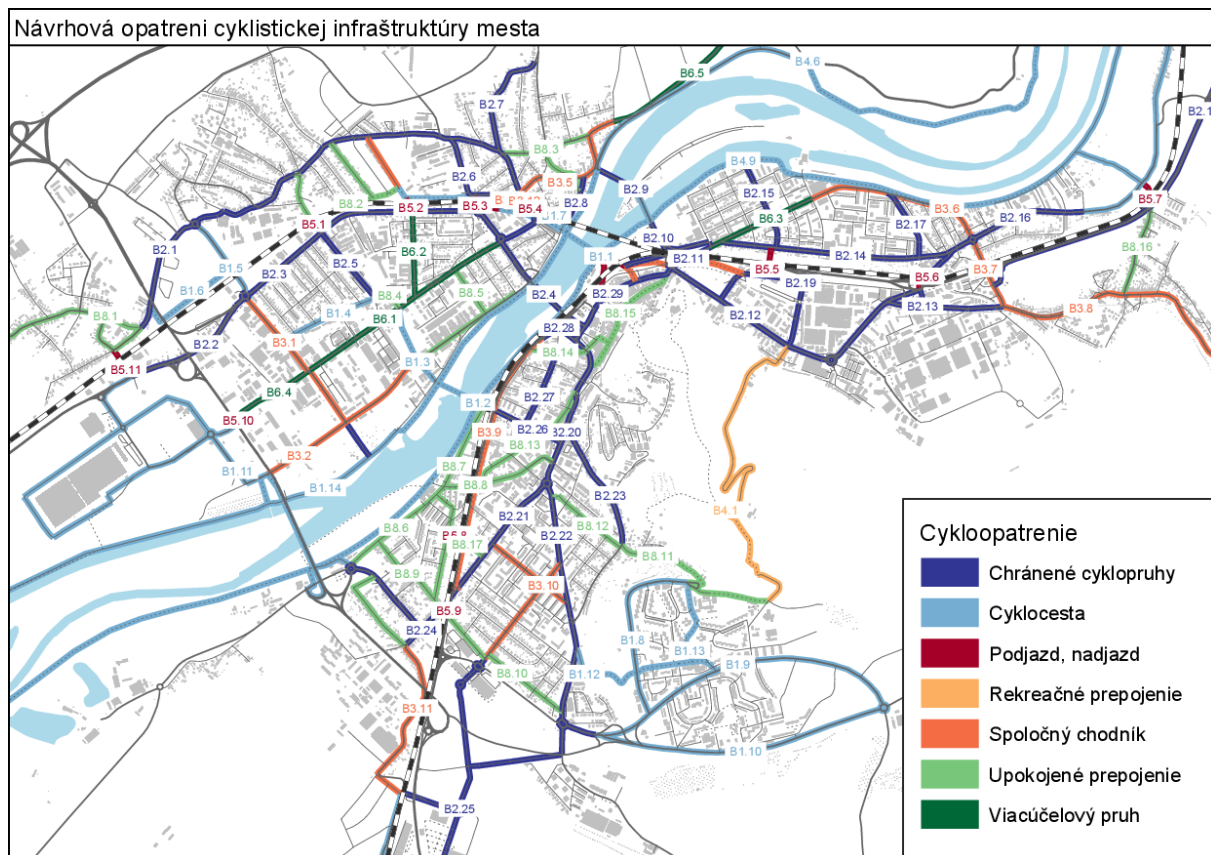 Návrhová opatreni cyklistickej infraštruktúry mesta
B4.6
B6.5
B2.7
B2.1
B8.3
B4.9
B2.6
B3.5
B2.9
B2.15
B5.7
B8.2
B5.2
B5.3
B5.4
B2.8
B6.3
B3.6
B2.16
B5.1
B2.17
B2.10
B2.1
B6.2
B1.1
B2.11
B2.14
B8.16
B1.5
B2.3
B2.5
B5.5
B5.6
B3.7
B1.6
B8.4
B8.5
B2.4
B2.29
B2.19
B2.13
B8.1
B1.4
B6.1
B8.15
B2.12
B3.8
B2.2
B3.1
B2.28
B5.11
B1.3
B8.14
B6.4
B2.27
B1.2
B5.10
B2.26
B3.9
B2.20
B3.2
B8.13
B1.11
B8.7
B1.14
B8.8
B2.23
B4.1
B2.21
B8.6
B8.12
B5.8
B2.22
B8.17
B8.11
B8.9
B3.10
B5.9
B2.24
B1.8
B1.13
B8.10
B1.12
B1.9
B3.11
B1.10
B2.25
Cykloopatrenie
Chránené cyklopruhy
Cyklocesta
Podjazd, nadjazd
Rekreačné prepojenie
Spoločný chodník
Upokojené prepojenie
Viacúčelový pruh